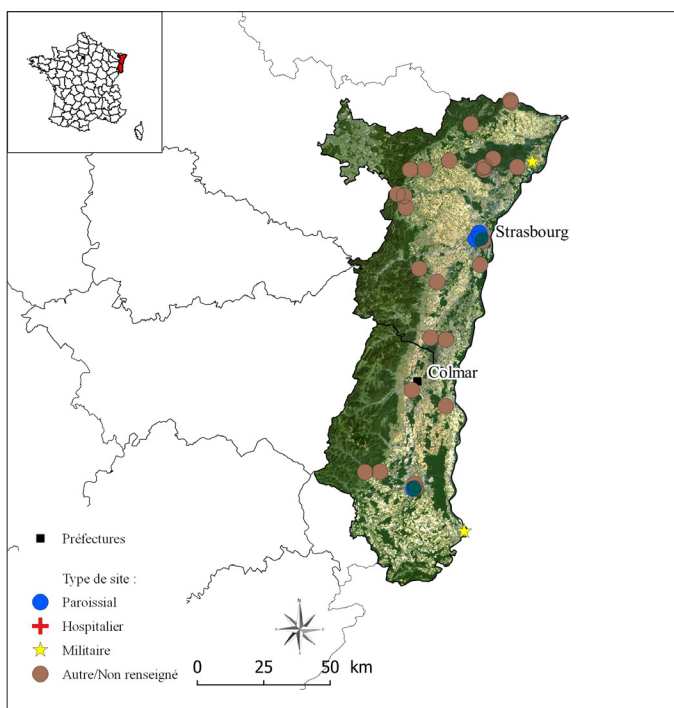 Strasbourg
Colmar
Préfectures
Type de site :
Paroissial
Hospitalier
Militaire
Autre/Non renseigné
N
0 25 50 km